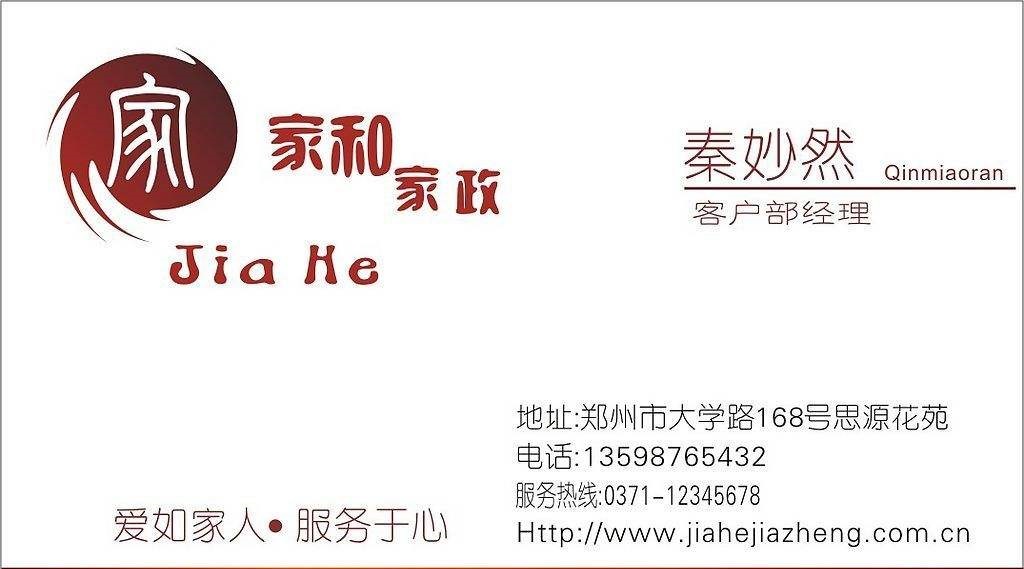 家
家和
家政
Jia He
秦妙然 Qinmiaoran
客户部经理
地址:郑州市大学路168号思源花苑
电话:13598765432
服务热线:0371-12345678
Http://www.jiahejiazheng.com.cn
爱如家人•服务于心